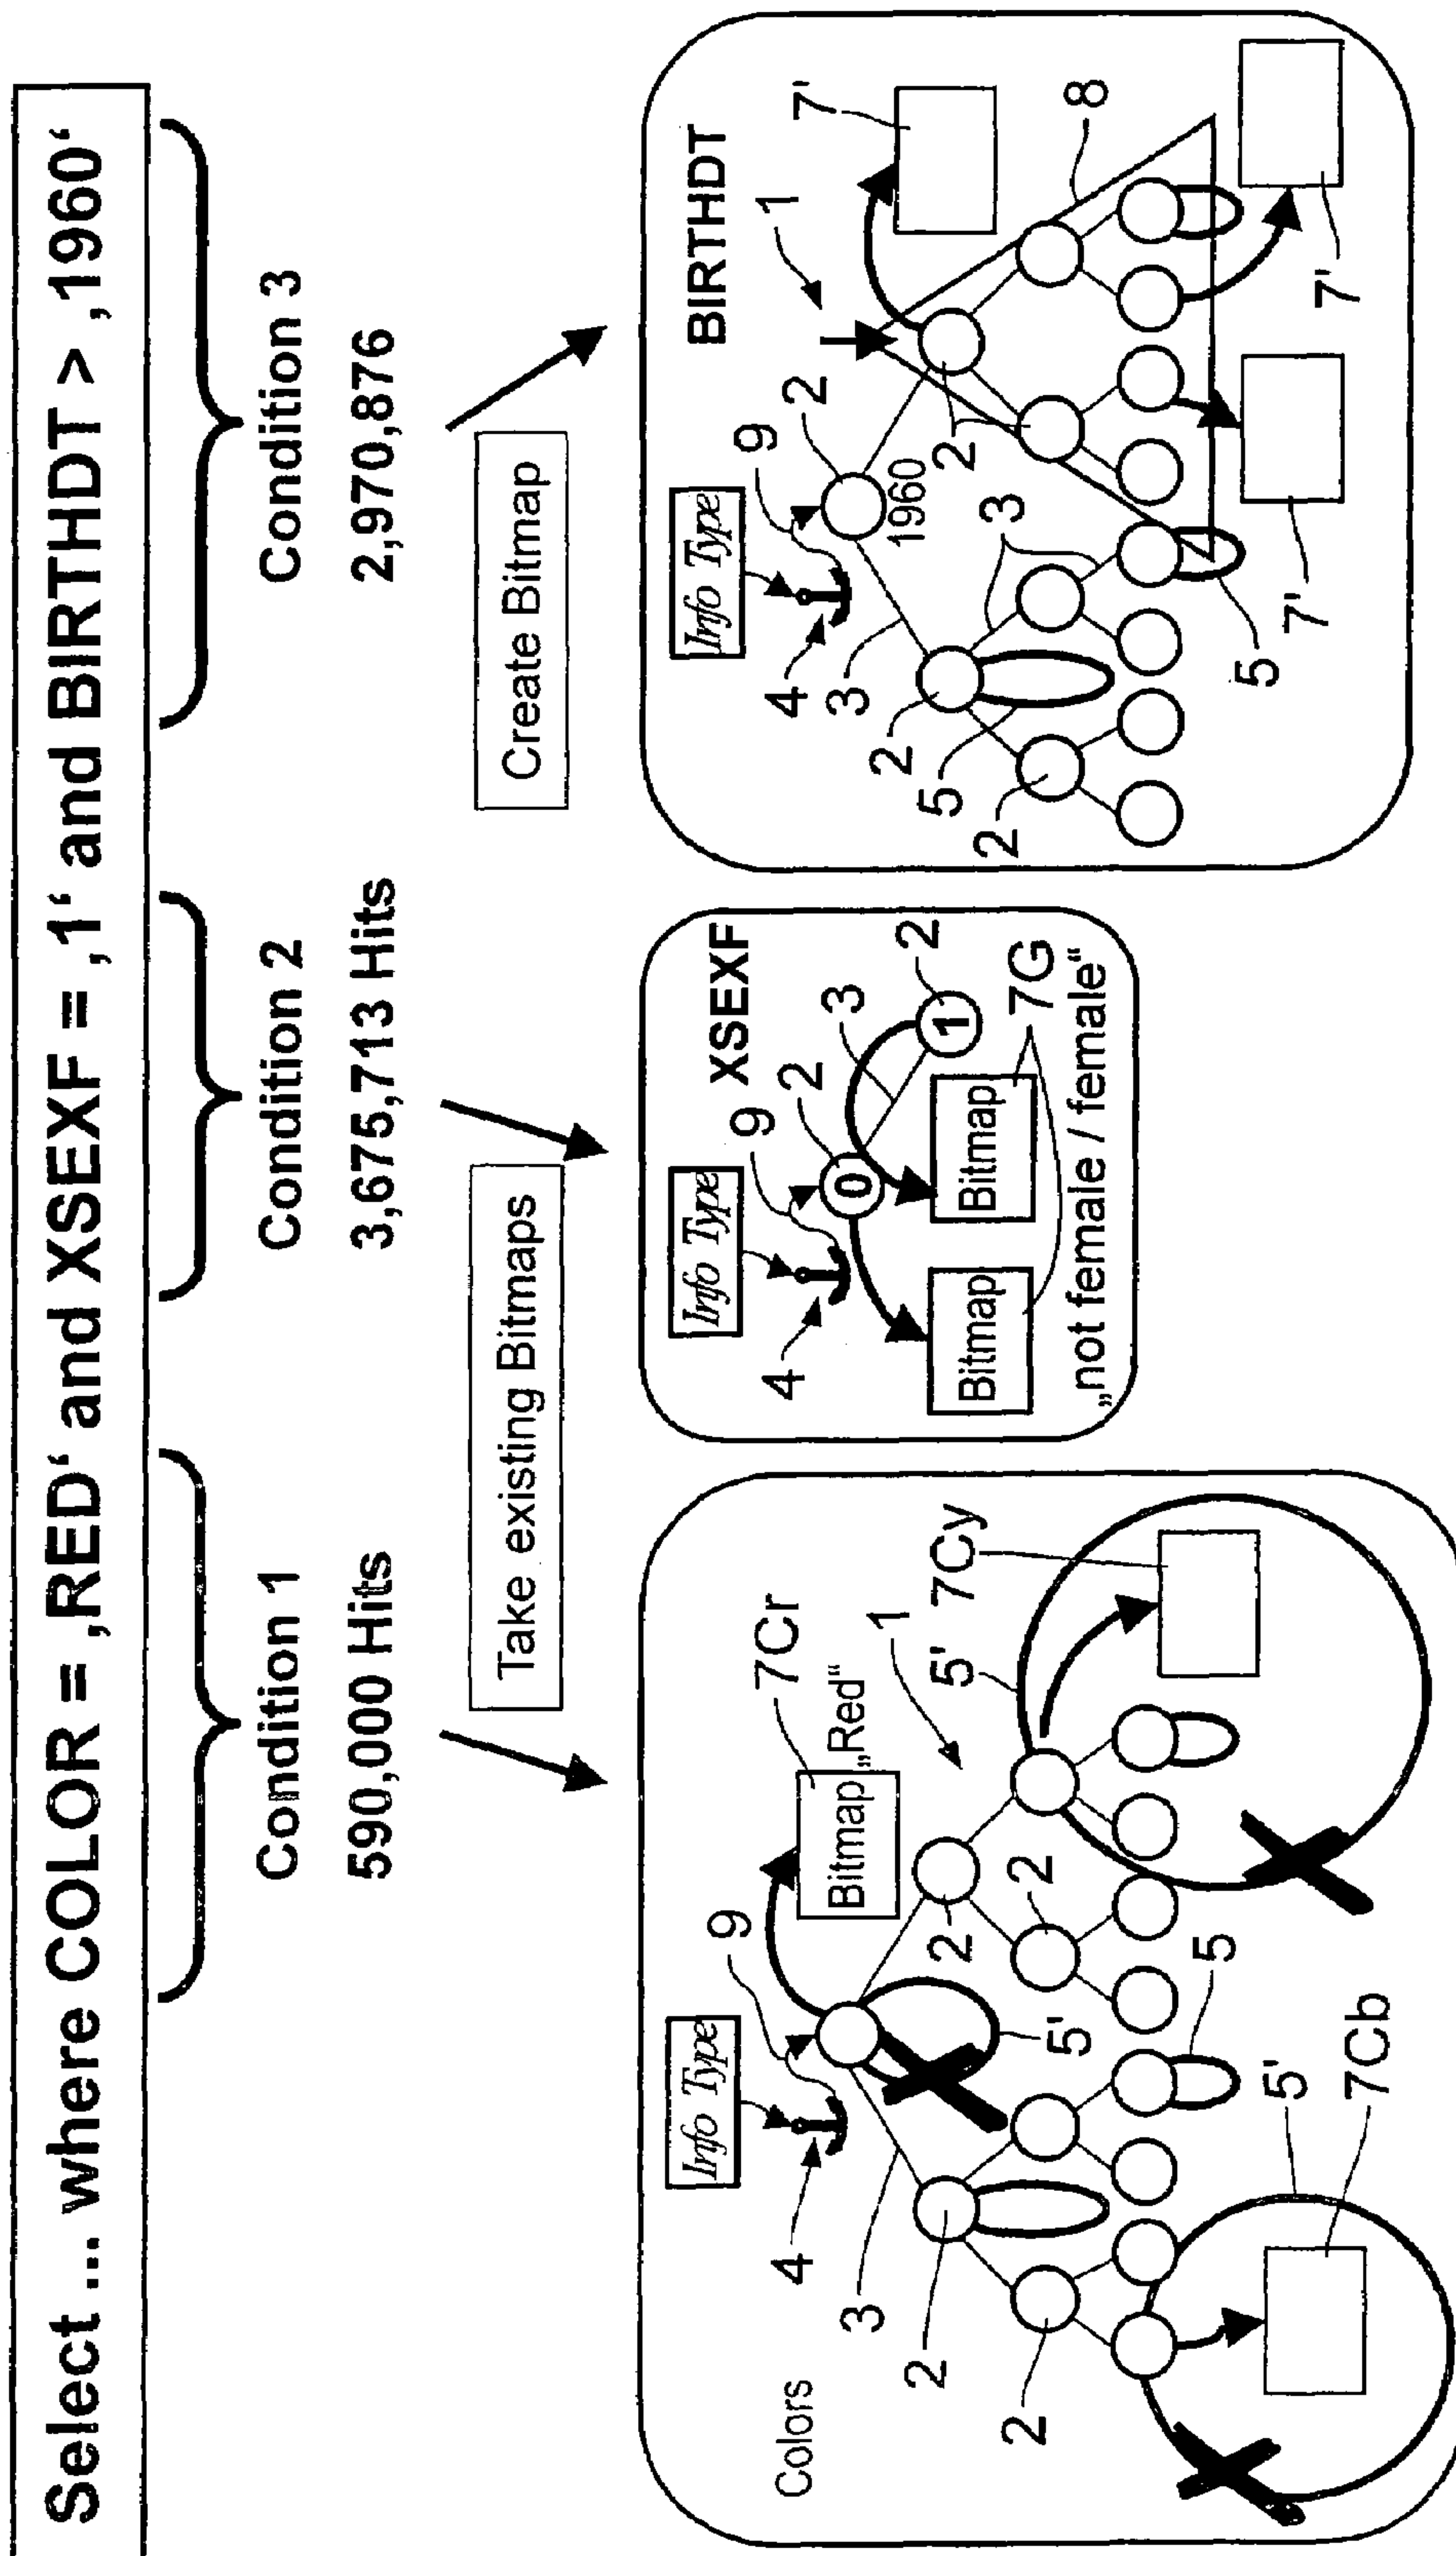 Select ... where COLOR = ‚RED‘ and XSEXF = ‚1‘ and BIRTHDT > ‚1960‘
Condition 1
590,000 Hits
Condition 2
3,675,713 Hits
Condition 3
2,970,876
Take existing Bitmaps
Create Bitmap
Colors
Info Type
4
9
3
2
2
7Cr
Bitmap
„Red“
1
5'
7Cy
2
2
5'
5
5'
7Cb
XSEXF
Info Type
4
9
2
0
3
1
2
Bitmap
Bitmap
7G
„not female / female“
BIRTHDT
Info Type
4
9
2
1960
1
7'
3
2
5
2
3
2
8
5
7'
7'
7'